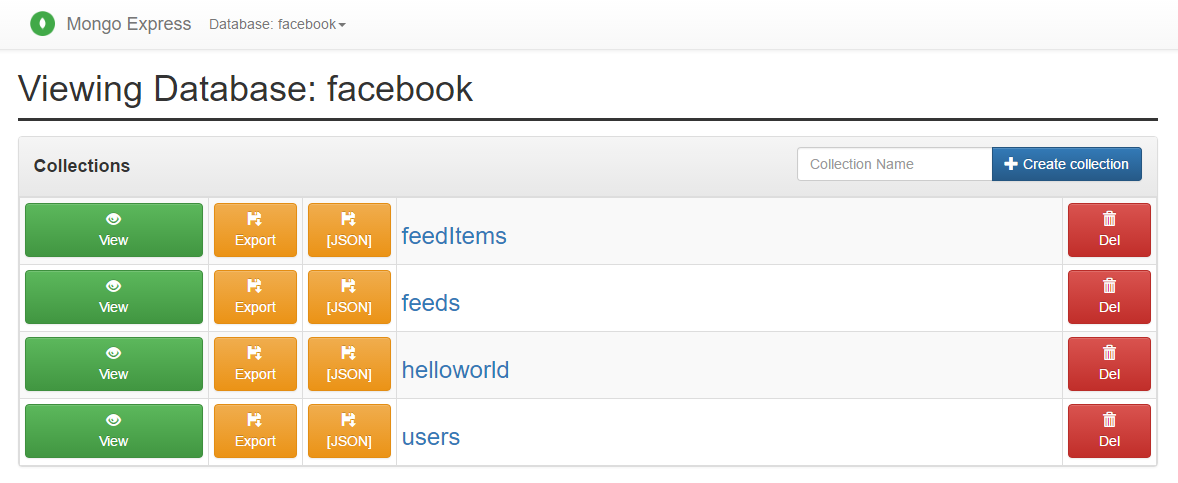 Mongo Express Database: facebook
Viewing Database: facebook
Collections Collection Name Create collection
View Export [JSON] feedItems Del
View Export [JSON] feeds Del
View Export [JSON] helloworld Del
View Export [JSON] users Del